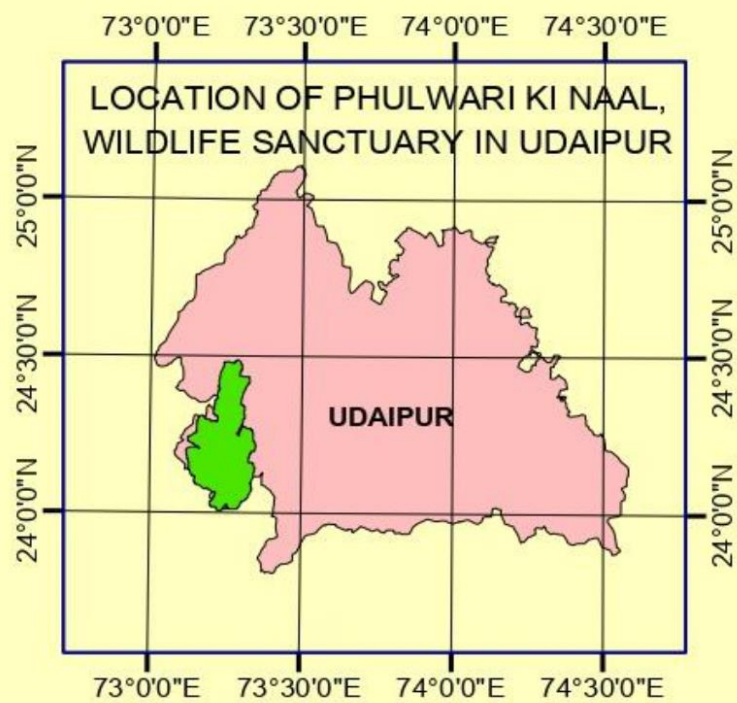 73°0'0"E 73°30'0"E 74°0'0"E 74°30'0"E
LOCATION OF PHULWARI KI NAAL,
WILDLIFE SANCTUARY IN UDAIPUR
25°0'0"N 25°0'0"N
24°30'0"N 24°30'0"N
UDAIPUR
24°0'0"N 24°0'0"N
73°0'0"E 73°30'0"E 74°0'0"E 74°30'0"E